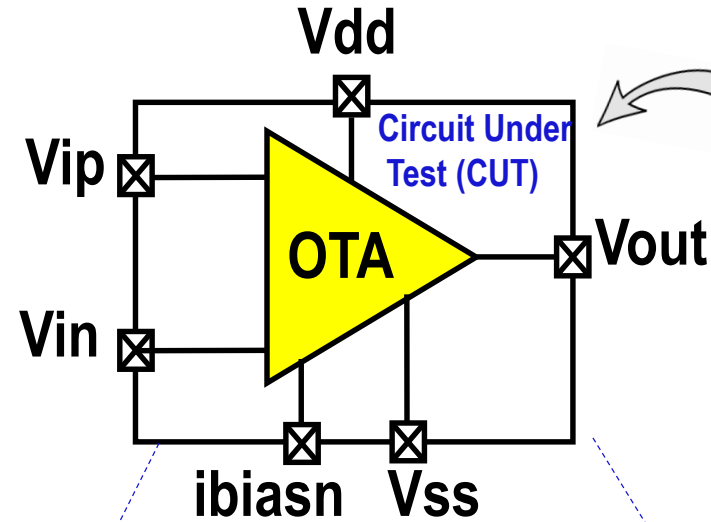 Vdd
Circuit Under
Test (CUT)
Vip
OTA
Vout
Vin
ibiasn
Vss